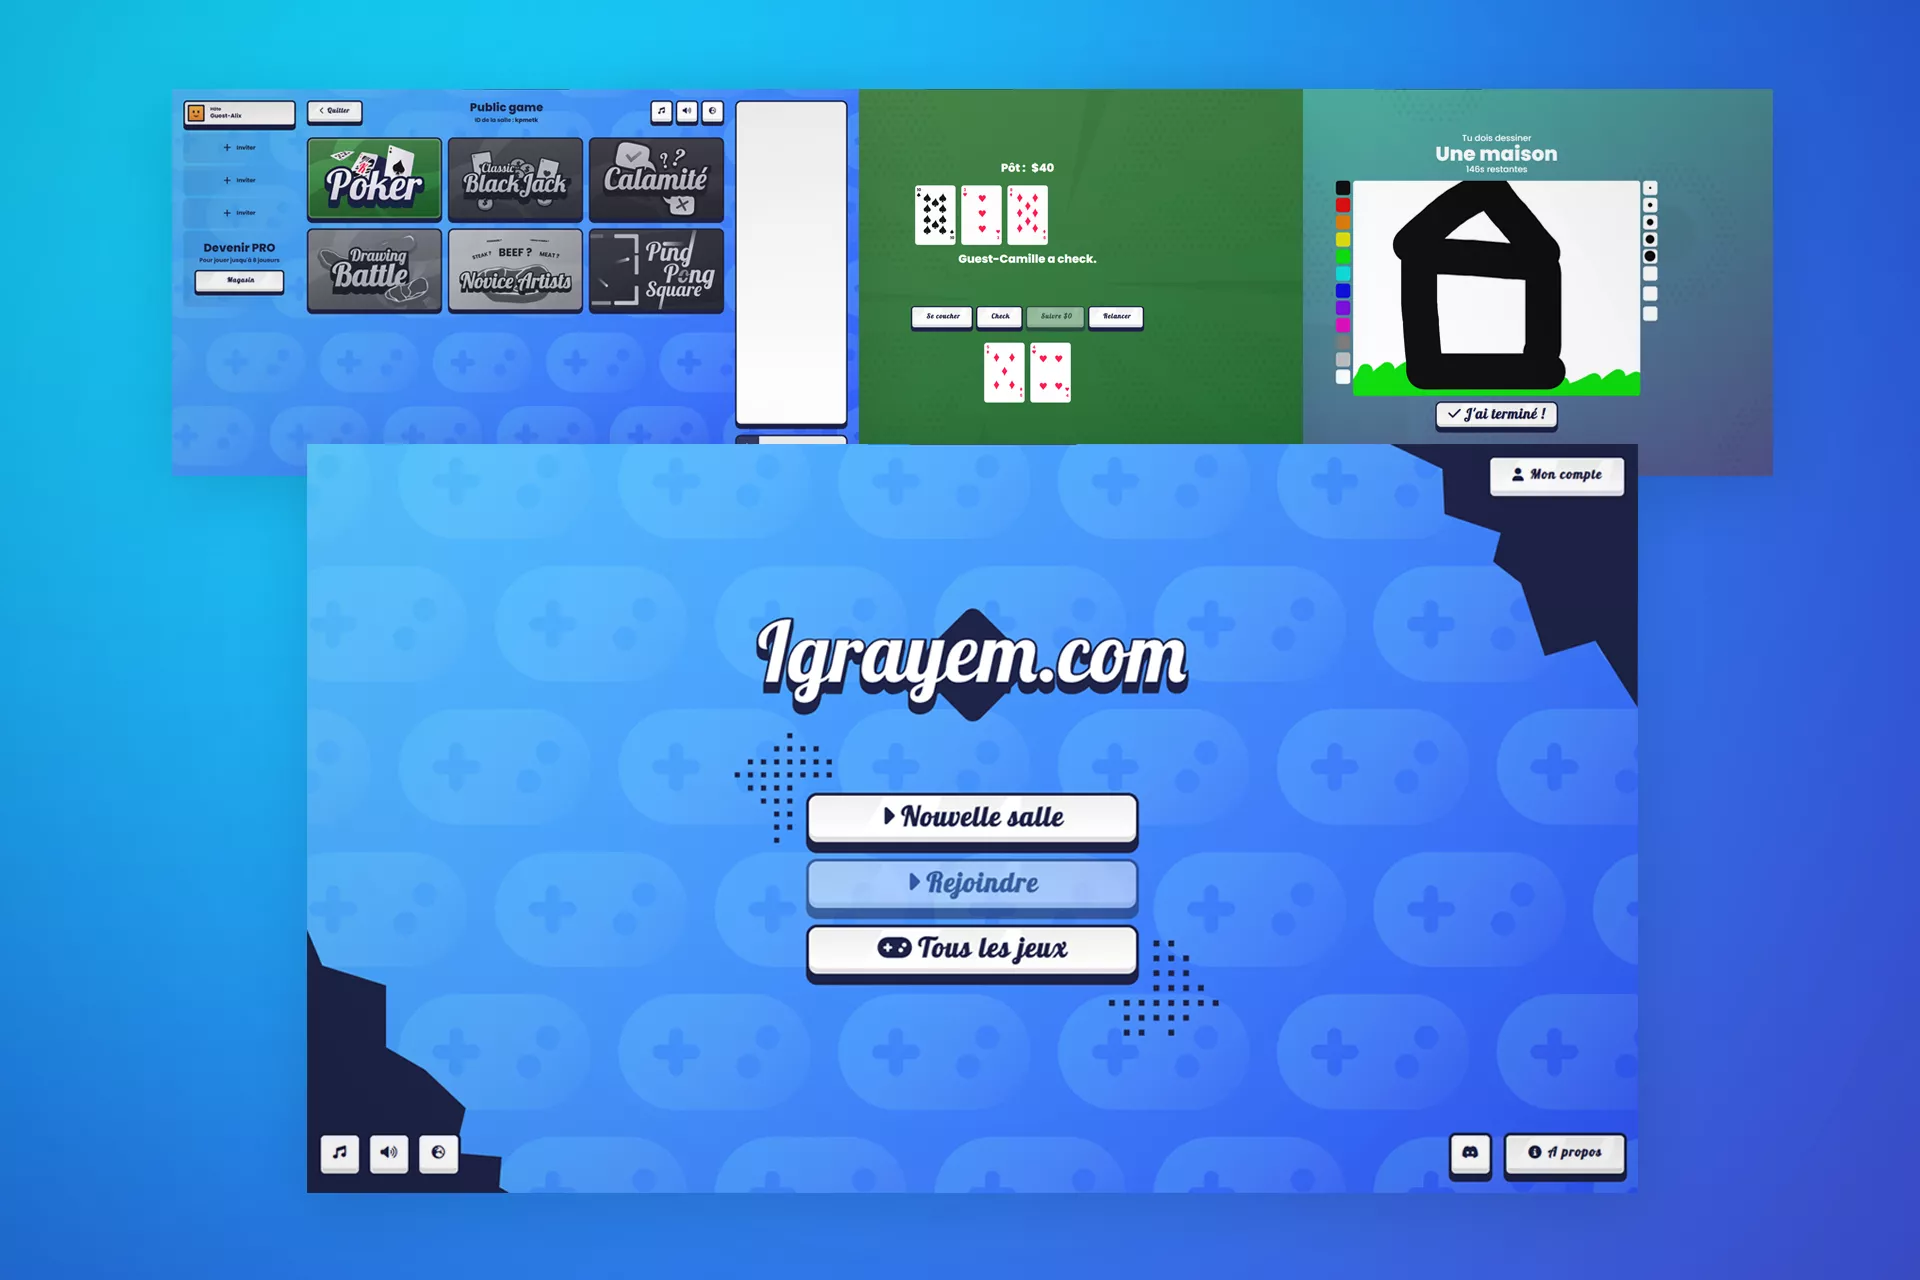 Hôte
Guest-Alix
Quitter
Public game
ID de la salle : kpmetk
Inviter
Inviter
Inviter
Devenir PRO
Pour jouer jusqu'à 8 joueurs
Magasin
Poker
Classic
BlackJack
? ?
Calamité
Drawing
Battle
STEAK ? BEEF ? MEAT ?
Novice Artists
Ping
Pong
Square
Pôt : $40
Guest-Camille a check.
Se coucher
Check
Suivre $0
Relancer
Tu dois dessiner
Une maison
146s restantes
J'ai terminé !
Mon compte
Igrayem.com
Nouvelle salle
Rejoindre
Tous les jeux
A propos